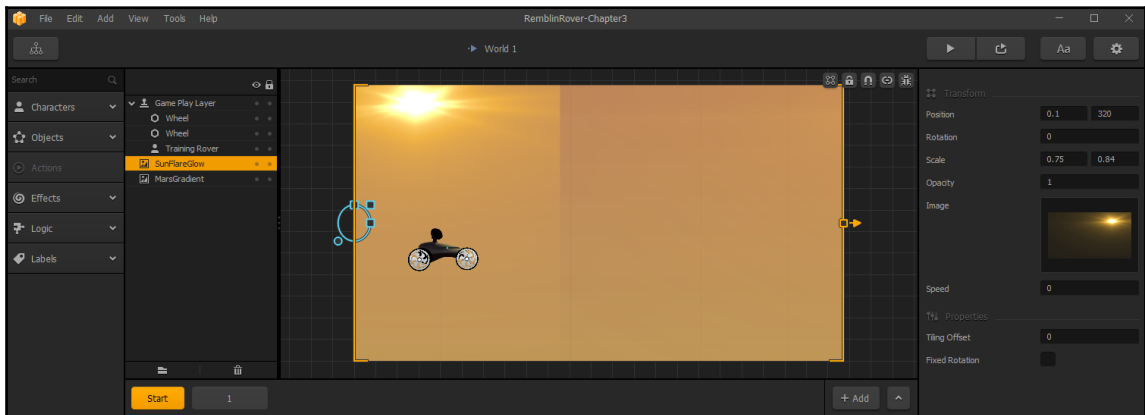 File Edit Add View Tools Help
RemblinRover-Chapter3
World 1
Aa
Search
Characters
Objects
Actions
Effects
Logic
Labels
Game Play Layer
Wheel
Wheel
Training Rover
SunFlareGlow
MarsGradient
Start
1
+ Add
Transform
Position 0.1 320
Rotation 0
Scale 0.75 0.84
Opacity 1
Image
Speed 0
Properties
Tiling Offset 0
Fixed Rotation